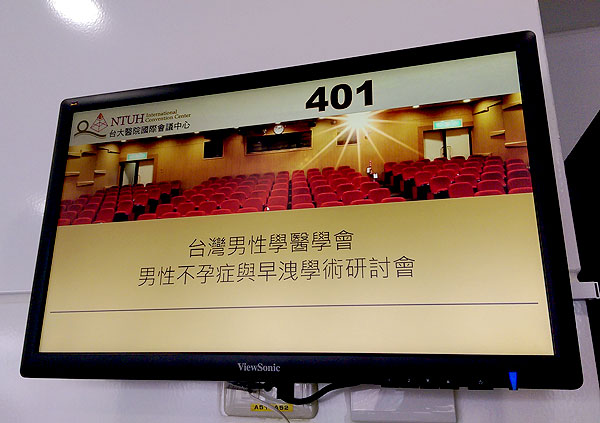 401
NTUH International
Convention Center
台大醫院國際會議中心
台灣男性學醫學會
男性不孕症與早洩學術研討會
ViewSonic